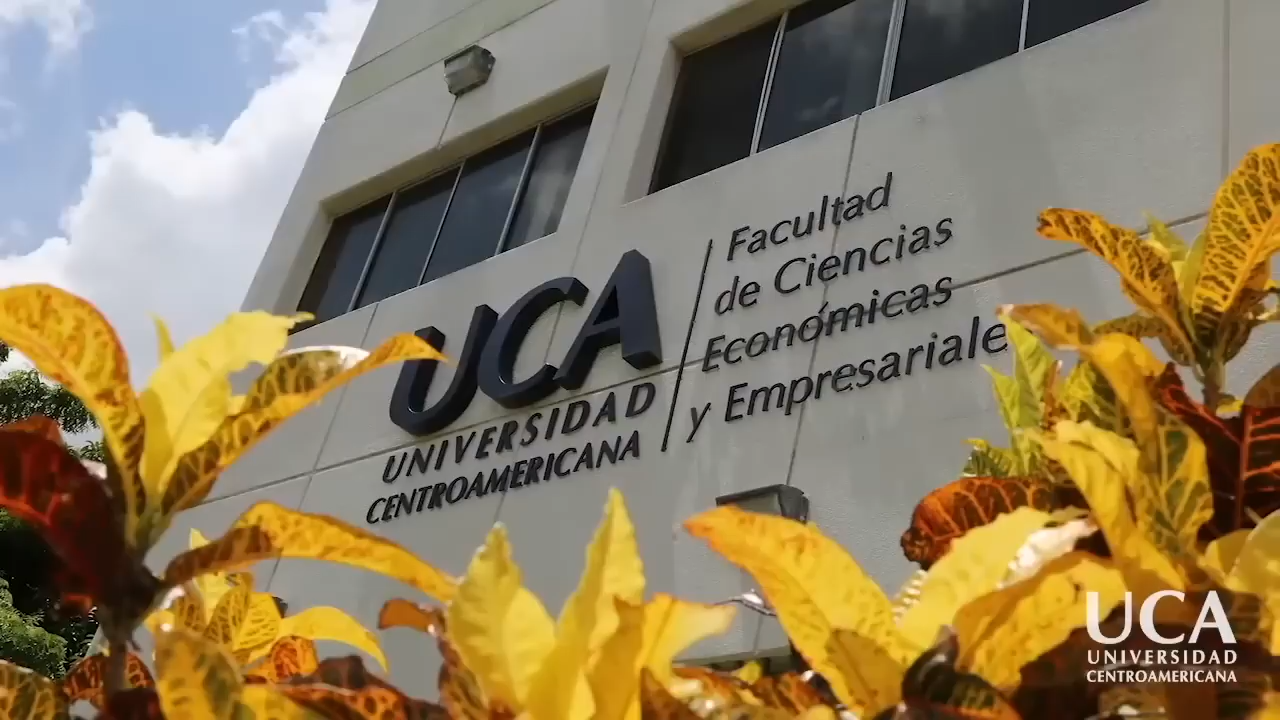 UCA
UNIVERSIDAD
CENTROAMERICANA
Facultad
de Ciencias
Económicas
y Empresariale
UCA
UNIVERSIDAD
CENTROAMERICANA